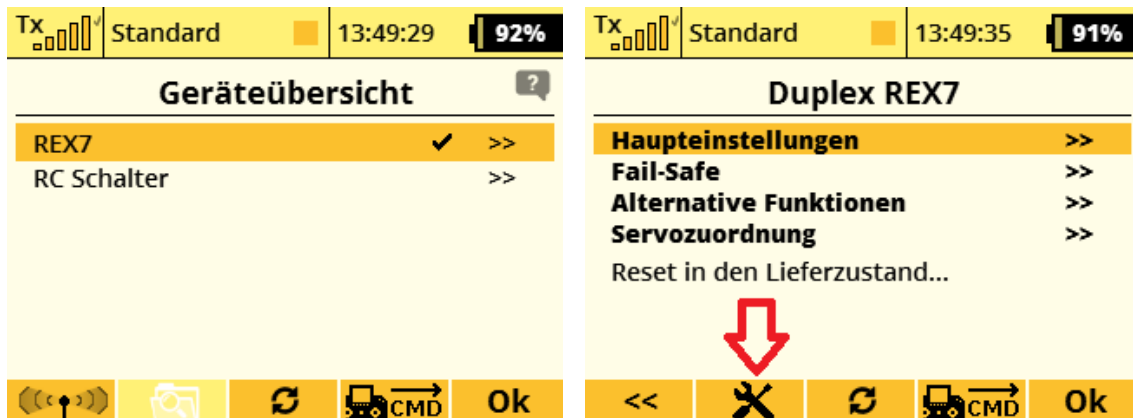 Tx Standard 13:49:29 92%
Geräteübersicht ?
REX7 >>
RC Schalter >>
CMD Ok
Tx Standard 13:49:35 91%
Duplex REX7
Haupteinstellungen >>
Fail-Safe >>
Alternative Funktionen >>
Servozuordnung >>
Reset in den Lieferzustand...
<< CMD Ok